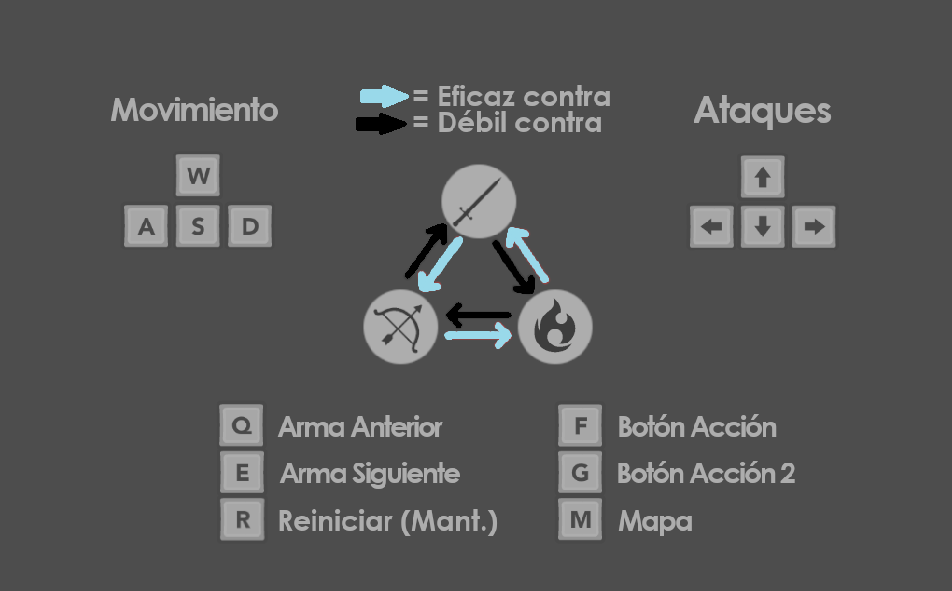 Movimiento
= Eficaz contra
= Débil contra
Ataques
W
A S D
Q Arma Anterior
E Arma Siguiente
R Reiniciar (Mant.)
F Botón Acción
G Botón Acción 2
M Mapa